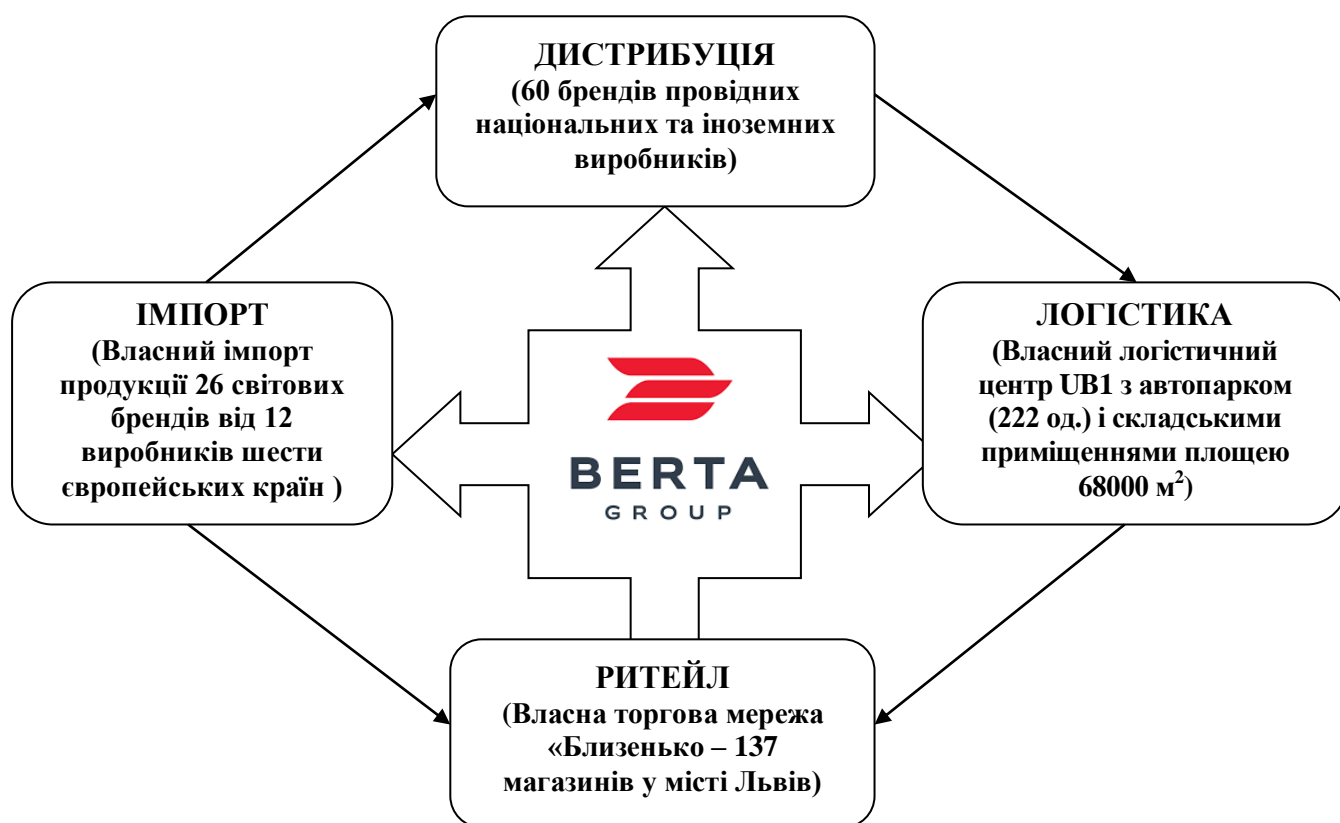 ДИСТРИБУЦІЯ
(60 брендів провідних
національних та іноземних
виробників)
ІМПОРТ
(Власний імпорт
продукції 26 світових
брендів від 12
виробників шести
європейських країн )
BERTA
GROUP
ЛОГІСТИКА
(Власний логістичний
центр UB1 з автопарком
(222 од.) і складськими
приміщеннями площею
68000 м²)
РИТЕЙЛ
(Власна торгова мережа
«Близенько – 137
магазинів у місті Львів)